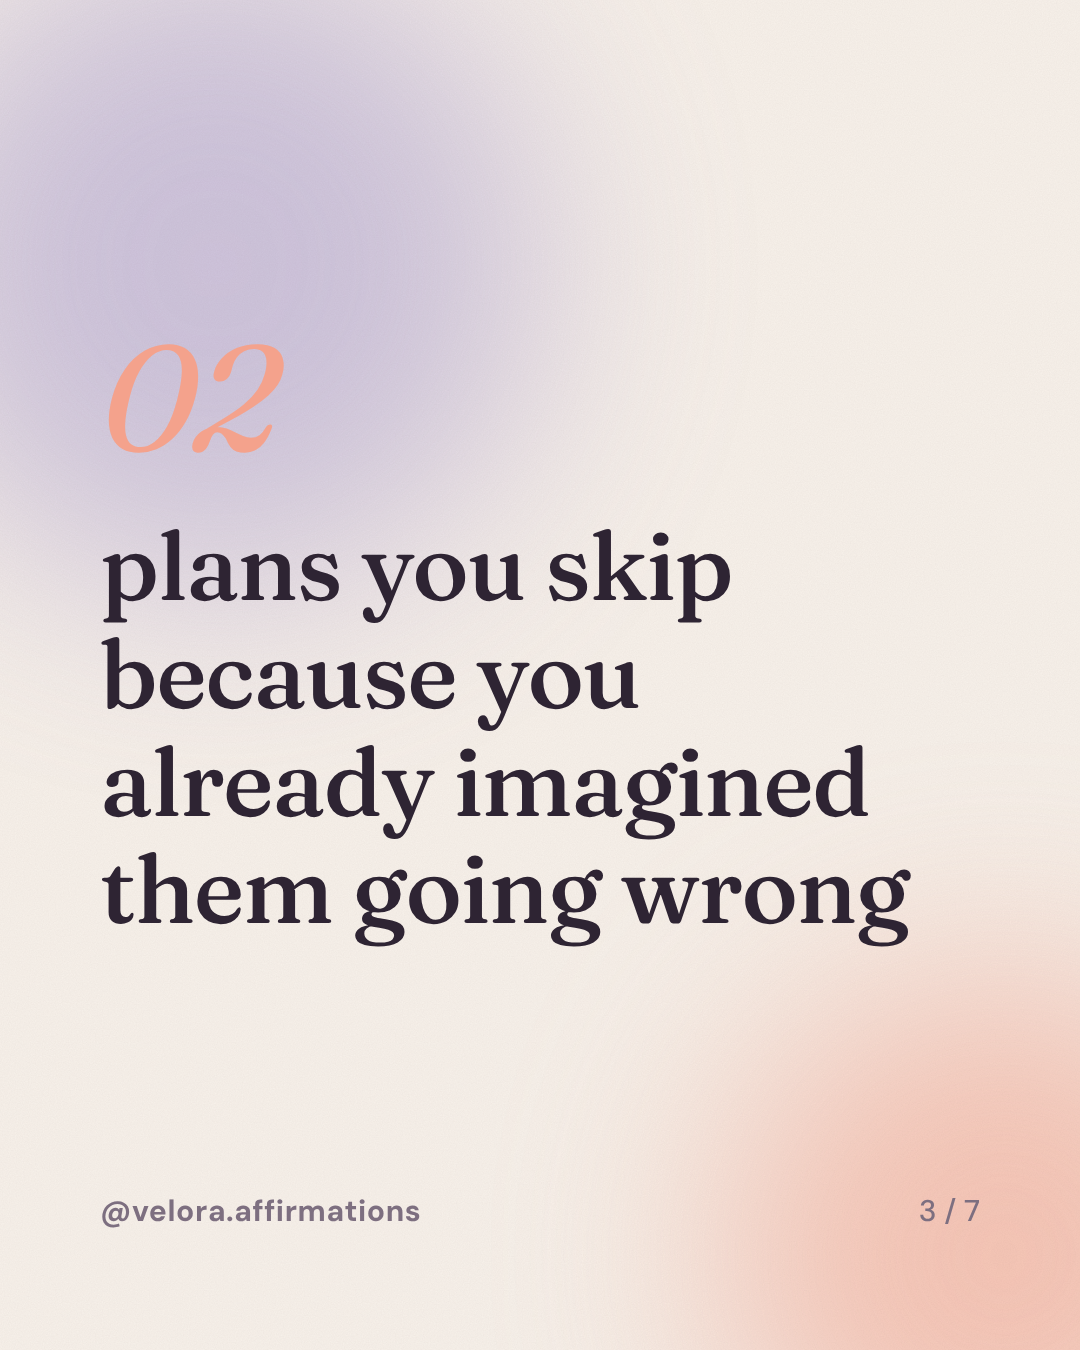 02
plans you skip
because you
already imagined
them going wrong
@velora.affirmations
3 / 7